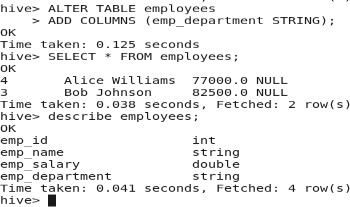 hive> ALTER TABLE employees
    > ADD COLUMNS (emp_department STRING);
OK
Time taken: 0.125 seconds
hive> SELECT * FROM employees;
OK
4       Alice Williams  77000.0 NULL
3       Bob Johnson     82500.0 NULL
Time taken: 0.038 seconds, Fetched: 2 row(s)
hive> describe employees;
OK
emp_id                  int
emp_name                string
emp_salary              double
emp_department          string
Time taken: 0.041 seconds, Fetched: 4 row(s)
hive>